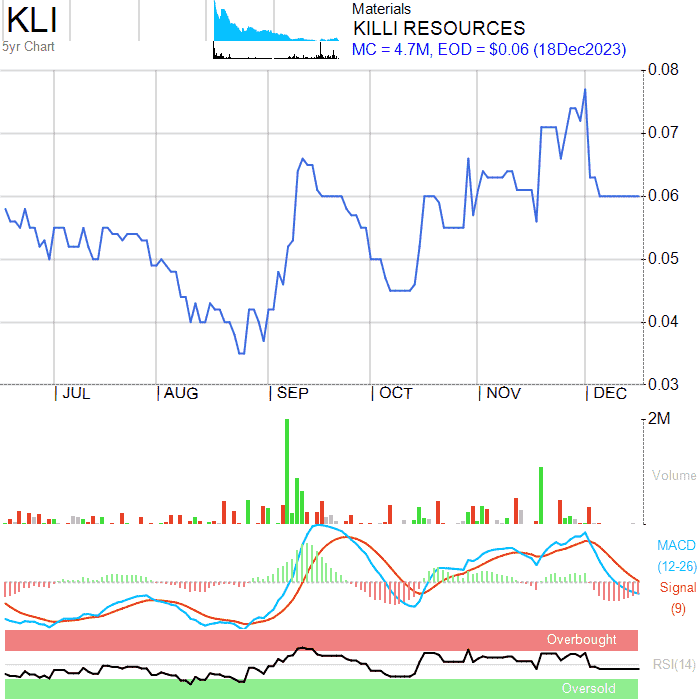 KLI
5yr Chart
Materials
KILLI RESOURCES
MC = 4.7M, EOD = $0.06 (18Dec2023)
0.08
0.07
0.06
0.05
0.04
0.03
JUL AUG SEP OCT NOV DEC
2M
Volume
MACD
(12-26)
Signal
(9)
Overbought
RSI(14)
Oversold